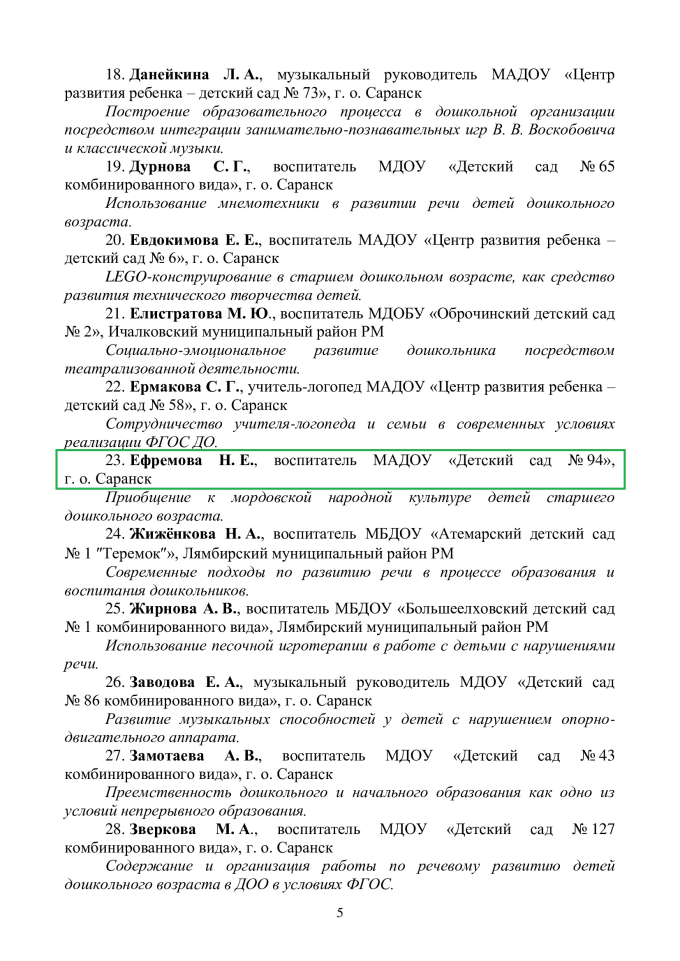 18. Данейкина Л. А., музыкальный руководитель МАДОУ «Центр
развития ребенка – детский сад № 73», г. о. Саранск
Построение образовательного процесса в дошкольной организации
посредством интеграции занимательно-познавательных игр В. В. Воскобовича
и классической музыки.
19. Дурнова С. Г., воспитатель МДОУ «Детский сад № 65
комбинированного вида», г. о. Саранск
Использование мнемотехники в развитии речи детей дошкольного
возраста.
20. Евдокимова Е. Е., воспитатель МАДОУ «Центр развития ребенка –
детский сад № 6», г. о. Саранск
LEGO-конструирование в старшем дошкольном возрасте, как средство
развития технического творчества детей.
21. Елистратова М. Ю., воспитатель МДОБУ «Оброчинский детский сад
№ 2», Ичалковский муниципальный район РМ
Социально-эмоциональное развитие дошкольника посредством
театрализованной деятельности.
22. Ермакова С. Г., учитель-логопед МАДОУ «Центр развития ребенка –
детский сад № 58», г. о. Саранск
Сотрудничество учителя-логопеда и семьи в современных условиях
реализации ФГОС ДО.
23. Ефремова Н. Е., воспитатель МАДОУ «Детский сад № 94»,
г. о. Саранск
Приобщение к мордовской народной культуре детей старшего
дошкольного возраста.
24. Жижёнкова Н. А., воспитатель МБДОУ «Атемарский детский сад
№ 1 "Теремок"», Лямбирский муниципальный район РМ
Современные подходы по развитию речи в процессе образования и
воспитания дошкольников.
25. Жирнова А. В., воспитатель МБДОУ «Большеелховский детский сад
№ 1 комбинированного вида», Лямбирский муниципальный район РМ
Использование песочной игротерапии в работе с детьми с нарушениями
речи.
26. Заводова Е. А., музыкальный руководитель МДОУ «Детский сад
№ 86 комбинированного вида», г. о. Саранск
Развитие музыкальных способностей у детей с нарушением опорно-
двигательного аппарата.
27. Замотаева А. В., воспитатель МДОУ «Детский сад № 43
комбинированного вида», г. о. Саранск
Преемственность дошкольного и начального образования как одно из
условий непрерывного образования.
28. Зверкова М. А., воспитатель МДОУ «Детский сад № 127
комбинированного вида», г. о. Саранск
Содержание и организация работы по речевому развитию детей
дошкольного возраста в ДОО в условиях ФГОС.
5